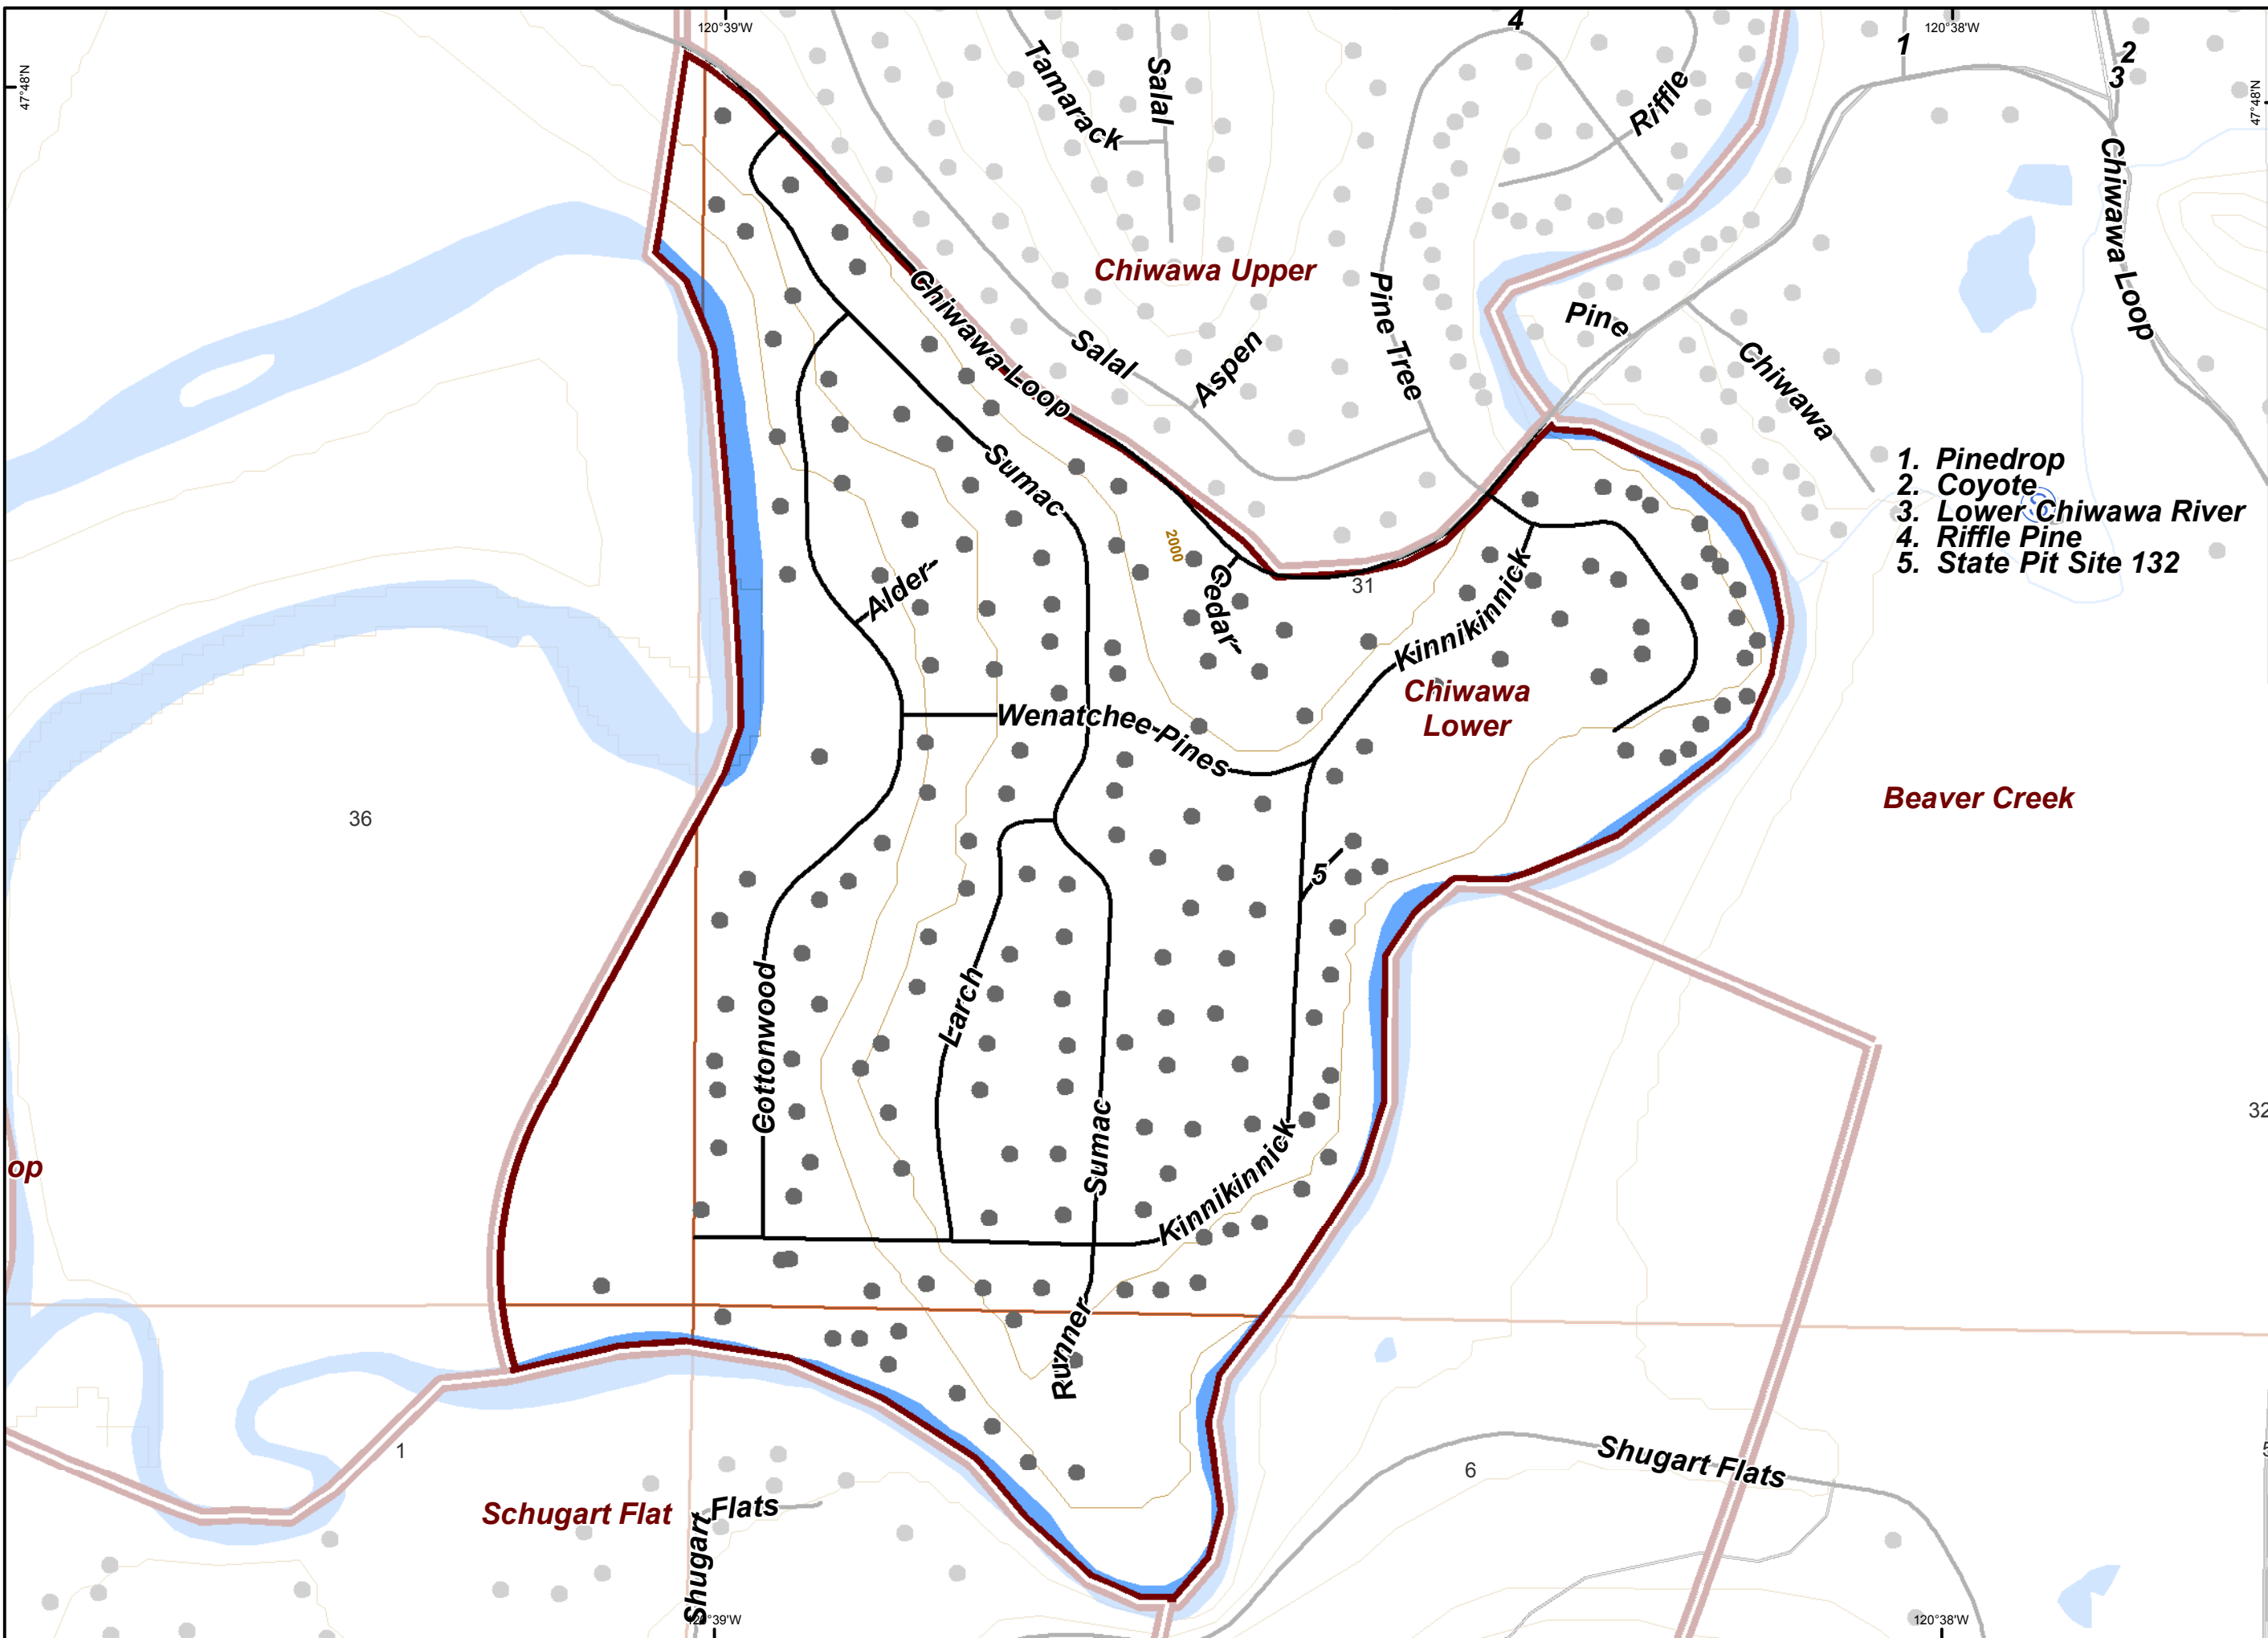 120°39'W
4
120°38'W
1
2
3
47°48'N
47°48'N
Tamarack
Salal
Riffle
Chiwawa Loop
Chiwawa Upper
Chiwawa Loop
Pine Tree
Pine
Salal
Aspen
Chiwawa
Sumac
1. Pinedrop
2. Coyote
3. Lower Chiwawa River
4. Riffle Pine
5. State Pit Site 132
2000
31
Alder
Cedar
Kinnikinnick
Chiwawa
Lower
Wenatchee Pines
Beaver Creek
36
5
Cottonwood
Larch
Sumac
Kinnikinnick
32
op
Runner
1
6
Shugart Flats
5
Schugart Flat
Flats
Shugart
120°39'W
120°38'W